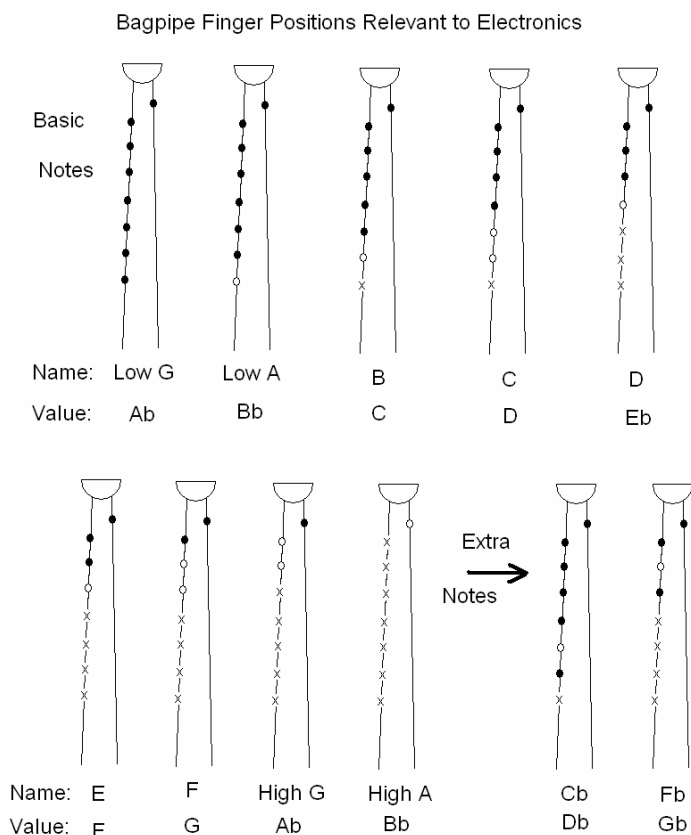 Bagpipe Finger Positions Relevant to Electronics
Basic
Notes
Name: Low G Low A B C D
Value: Ab Bb C D Eb
Extra
Notes
Name: E F High G High A Cb Fb
Value: F G Ab Bb Db Gb